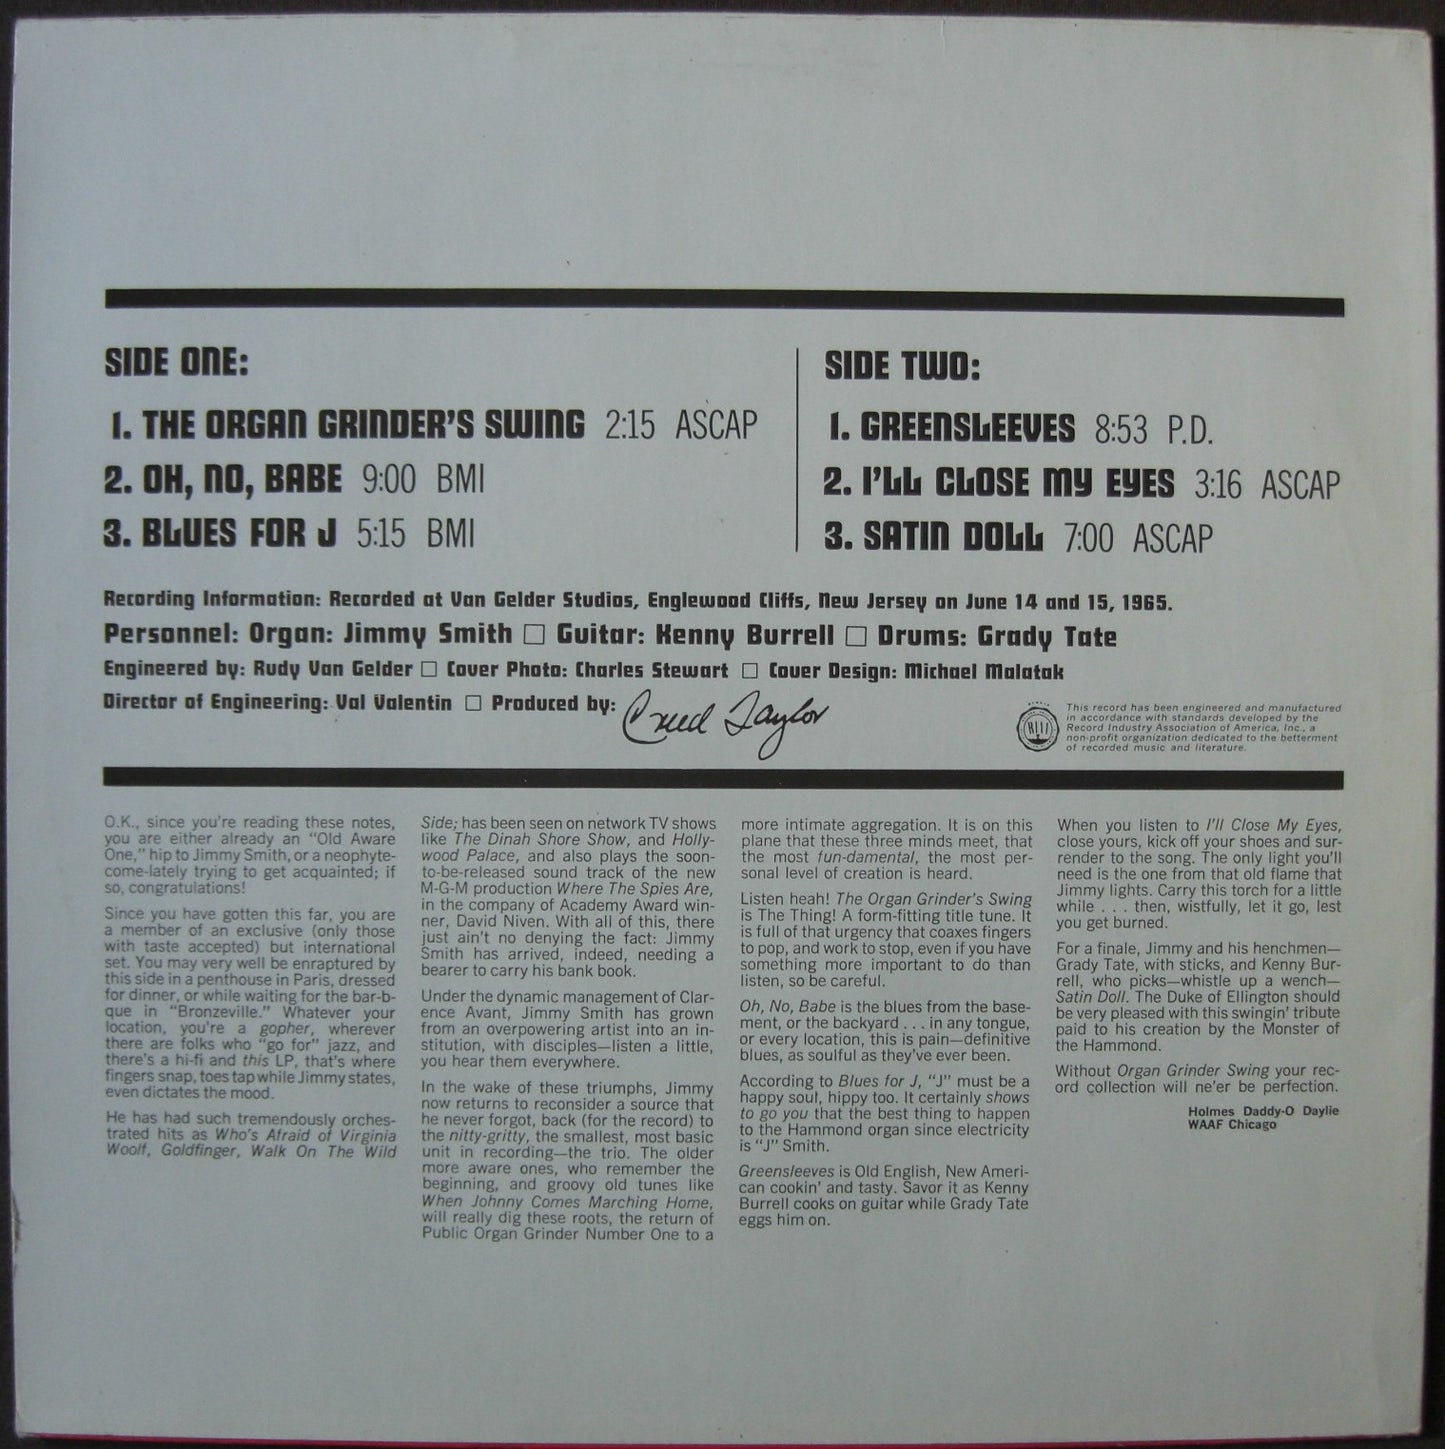 SIDE ONE:
1. THE ORGAN GRINDER'S SWING 2:15 ASCAP
2. OH, NO, BABE 9:00 BMI
3. BLUES FOR J 5:15 BMI
SIDE TWO:
1. GREENSLEEVES 8:53 P.D.
2. I'LL CLOSE MY EYES 3:16 ASCAP
3. SATIN DOLL 7:00 ASCAP
Recording Information: Recorded at Van Gelder Studios, Englewood Cliffs, New Jersey on June 14 and 15, 1965.
Personnel: Organ: Jimmy Smith □ Guitar: Kenny Burrell □ Drums: Grady Tate
Engineered by: Rudy Van Gelder □ Cover Photo: Charles Stewart □ Cover Design: Michael Malatak
Director of Engineering: Val Valentin □ Produced by: Creed Taylor
This record has been engineered and manufactured
in accordance with standards developed by the
Record Industry Association of America, Inc., a
non-profit organization dedicated to the betterment
of recorded music and literature.
O.K., since you're reading these notes,
you are either already an "Old Aware
One," hip to Jimmy Smith, or a neophyte-
come-lately trying to get acquainted; if
so, congratulations!
Since you have gotten this far, you are
a member of an exclusive (only those
with taste accepted) but international
set. You may very well be enraptured by
this side in a penthouse in Paris, dressed
for dinner, or while waiting for the bar-b-
que in "Bronzeville." Whatever your
location, you're a gopher, wherever
there are folks who "go for" jazz, and
there's a hi-fi and this LP, that's where
fingers snap, toes tap while Jimmy states,
even dictates the mood.
He has had such tremendously orches-
trated hits as Who's Afraid of Virginia
Woolf, Goldfinger, Walk On The Wild
Side; has been seen on network TV shows
like The Dinah Shore Show, and Holly-
wood Palace, and also plays the soon-
to-be-released sound track of the new
M-G-M production Where The Spies Are,
in the company of Academy Award win-
ner, David Niven. With all of this, there
just ain't no denying the fact: Jimmy
Smith has arrived, indeed, needing a
bearer to carry his bank book.
Under the dynamic management of Clar-
ence Avant, Jimmy Smith has grown
from an overpowering artist into an in-
stitution, with disciples—listen a little,
you hear them everywhere.
In the wake of these triumphs, Jimmy
now returns to reconsider a source that
he never forgot, back (for the record) to
the nitty-gritty, the smallest, most basic
unit in recording—the trio. The older
more aware ones, who remember the
beginning, and groovy old tunes like
When Johnny Comes Marching Home,
will really dig these roots, the return of
Public Organ Grinder Number One to a
more intimate aggregation. It is on this
plane that these three minds meet, that
the most fun-damental, the most per-
sonal level of creation is heard.
Listen heah! The Organ Grinder's Swing
is The Thing! A form-fitting title tune. It
is full of that urgency that coaxes fingers
to pop, and work to stop, even if you have
something more important to do than
listen, so be careful.
Oh, No, Babe is the blues from the base-
ment, or the backyard . . . in any tongue,
or every location, this is pain—definitive
blues, as soulful as they've ever been.
According to Blues for J, "J" must be a
happy soul, hippy too. It certainly shows
to go you that the best thing to happen
to the Hammond organ since electricity
is "J" Smith.
Greensleeves is Old English, New Ameri-
can cookin' and tasty. Savor it as Kenny
Burrell cooks on guitar while Grady Tate
eggs him on.
When you listen to I'll Close My Eyes,
close yours, kick off your shoes and sur-
render to the song. The only light you'll
need is the one from that old flame that
Jimmy lights. Carry this torch for a little
while . . . then, wistfully, let it go, lest
you get burned.
For a finale, Jimmy and his henchmen—
Grady Tate, with sticks, and Kenny Bur-
rell, who picks—whistle up a wench—
Satin Doll. The Duke of Ellington should
be very pleased with this swingin' tribute
paid to his creation by the Monster of
the Hammond.
Without Organ Grinder Swing your rec-
ord collection will ne'er be perfection.
Holmes Daddy-O Daylie
WAAF Chicago